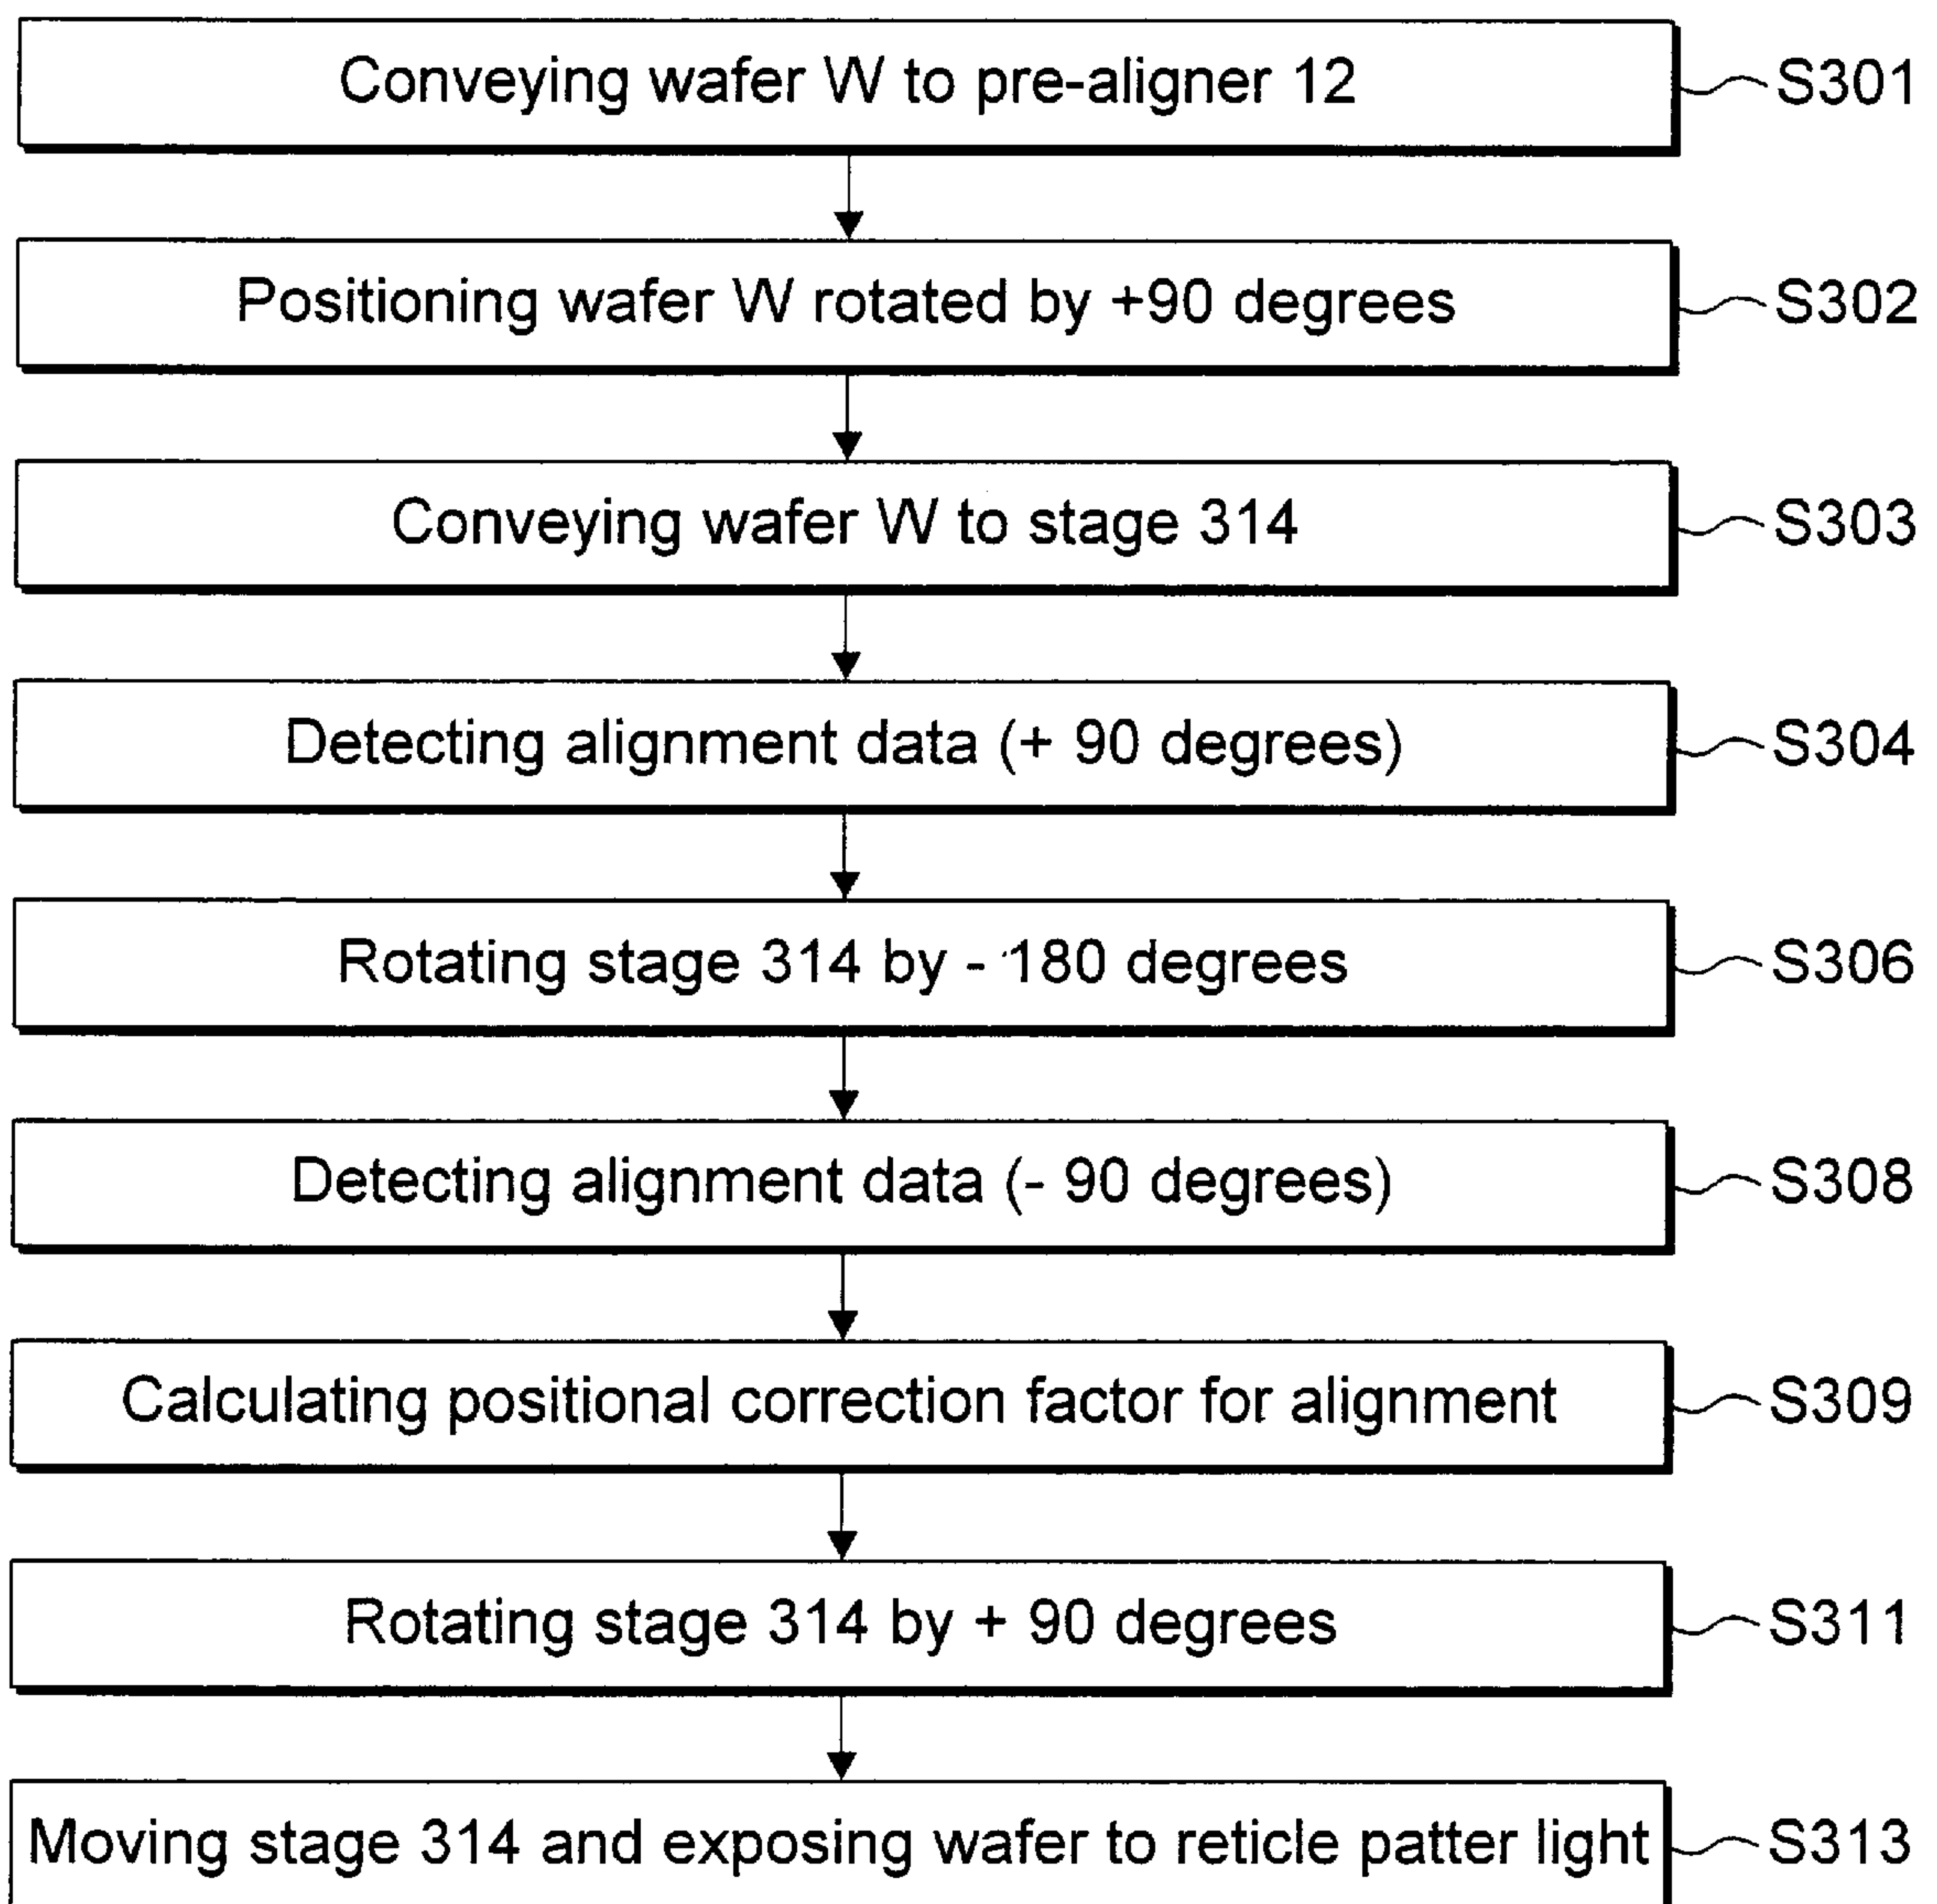 Conveying wafer W to pre-aligner 12 S301
Positioning wafer W rotated by +90 degrees S302
Conveying wafer W to stage 314 S303
Detecting alignment data (+ 90 degrees) S304
Rotating stage 314 by - 180 degrees S306
Detecting alignment data (- 90 degrees) S308
Calculating positional correction factor for alignment S309
Rotating stage 314 by + 90 degrees S311
Moving stage 314 and exposing wafer to reticle patter light S313